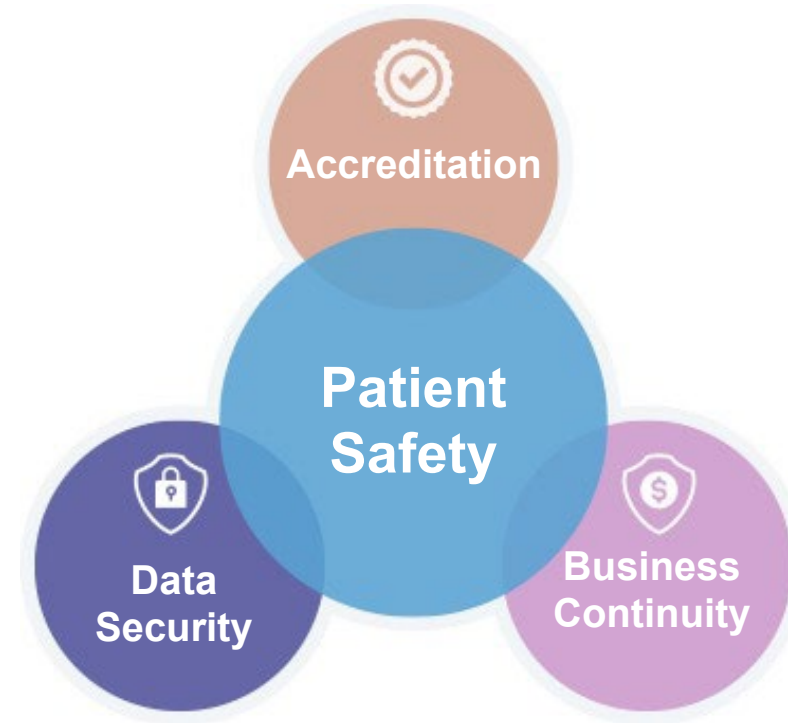 Accreditation
Patient
Safety
Data
Security
$
Business
Continuity